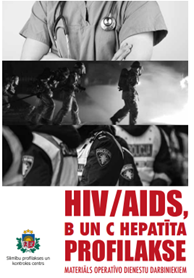 HIV/AIDS,
B UN C HEPATĪTA
PROFILAKSE
MATERIĀLS OPERATĪVO DIENESTU DARBINIEKIEM
Slimību profilakses un
kontroles centrs